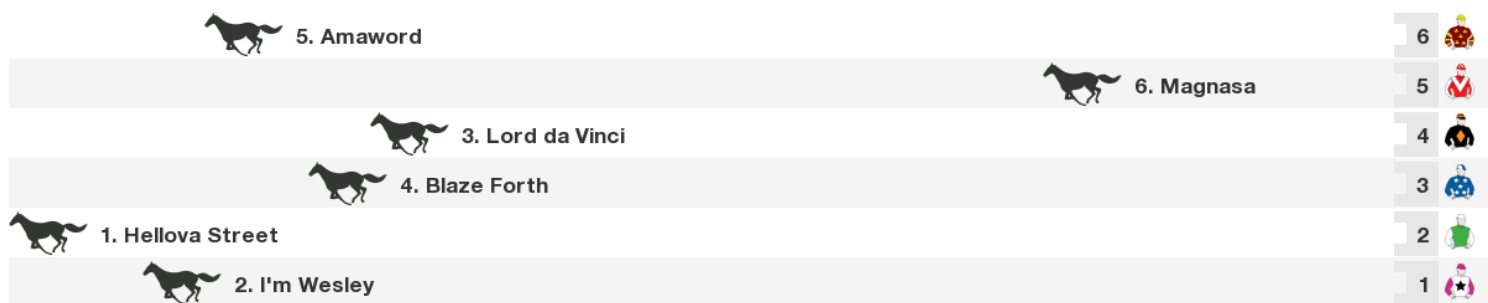 5. Amaword 6
6. Magnasa 5
3. Lord da Vinci 4
4. Blaze Forth 3
1. Hellova Street 2
2. I'm Wesley 1